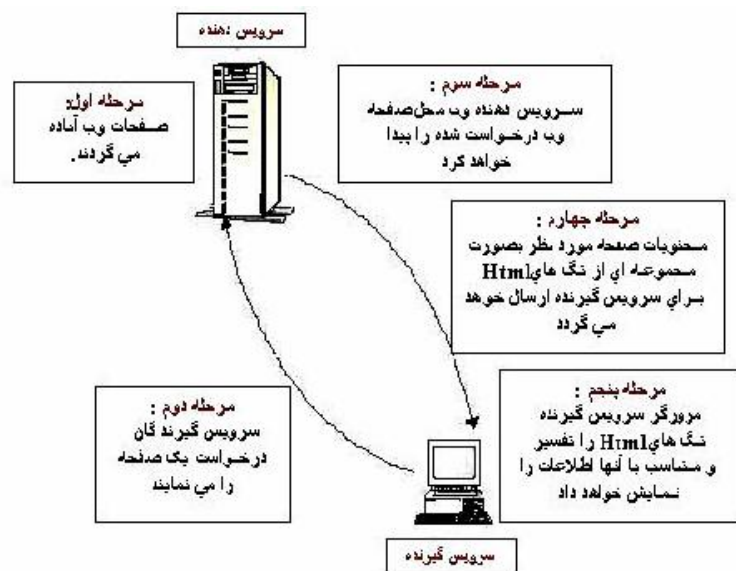 سرویس دهنده
مرحله اول:
صفحات وب آماده
می گردند.
مرحله سوم :
سرویس دهنده وب محل صفحه
وب درخواست شده را پیدا
خواهد کرد
مرحله چهارم :
محتویات صفحه مورد نظر بصورت
مجموعه ای از تگ های Html
برای سرویس گیرنده ارسال خوهد
می گردد
مرحله دوم :
سرویس گیرند گان
درخواست یک صفحه
را می نمایند
مرحله پنجم :
مرورگر سرویس گیرنده
تگ های Html را تفسیر
و متناسب با آنها اطلاعات را
نمایش خواهد داد
سرویس گیرنده